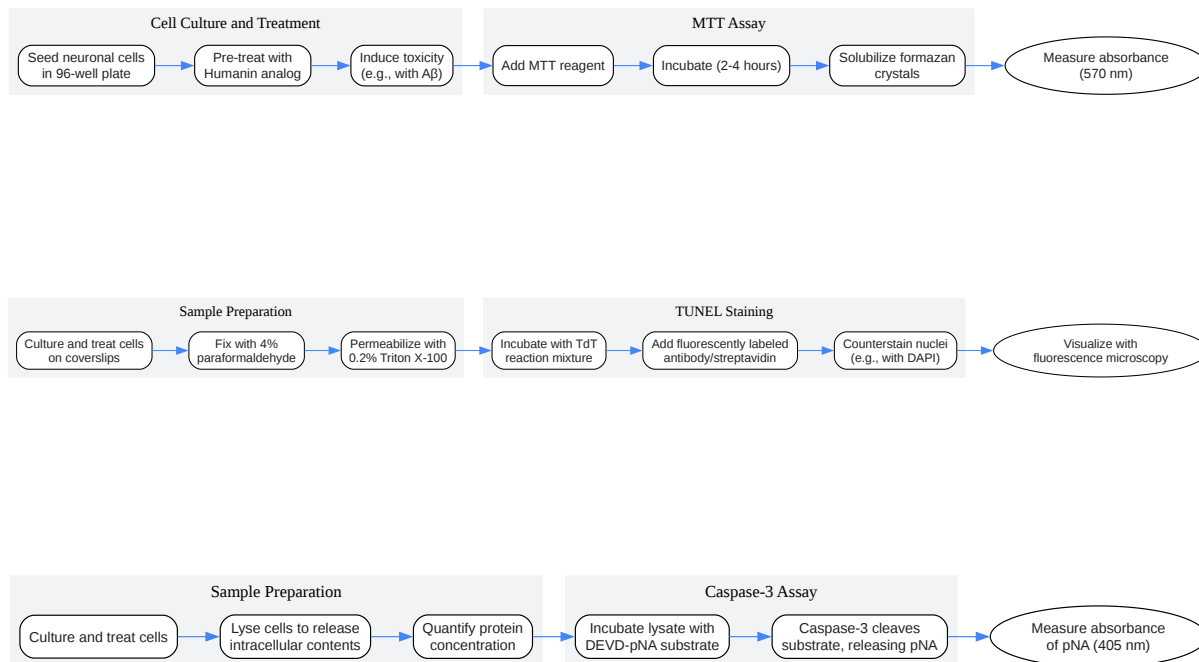 Cell Culture and Treatment
MTT Assay
Seed neuronal cells
in 96-well plate
Pre-treat with
Humanin analog
Induce toxicity
(e.g., with Aβ)
Add MTT reagent
Incubate (2-4 hours)
Solubilize formazan
crystals
Measure absorbance
(570 nm)
Sample Preparation
TUNEL Staining
Culture and treat cells
on coverslips
Fix with 4%
paraformaldehyde
Permeabilize with
0.2% Triton X-100
Incubate with TdT
reaction mixture
Add fluorescently labeled
antibody/streptavidin
Counterstain nuclei
(e.g., with DAPI)
Visualize with
fluorescence microscopy
Sample Preparation
Caspase-3 Assay
Culture and treat cells
Lyse cells to release
intracellular contents
Quantify protein
concentration
Incubate lysate with
DEVD-pNA substrate
Caspase-3 cleaves
substrate, releasing pNA
Measure absorbance
of pNA (405 nm)